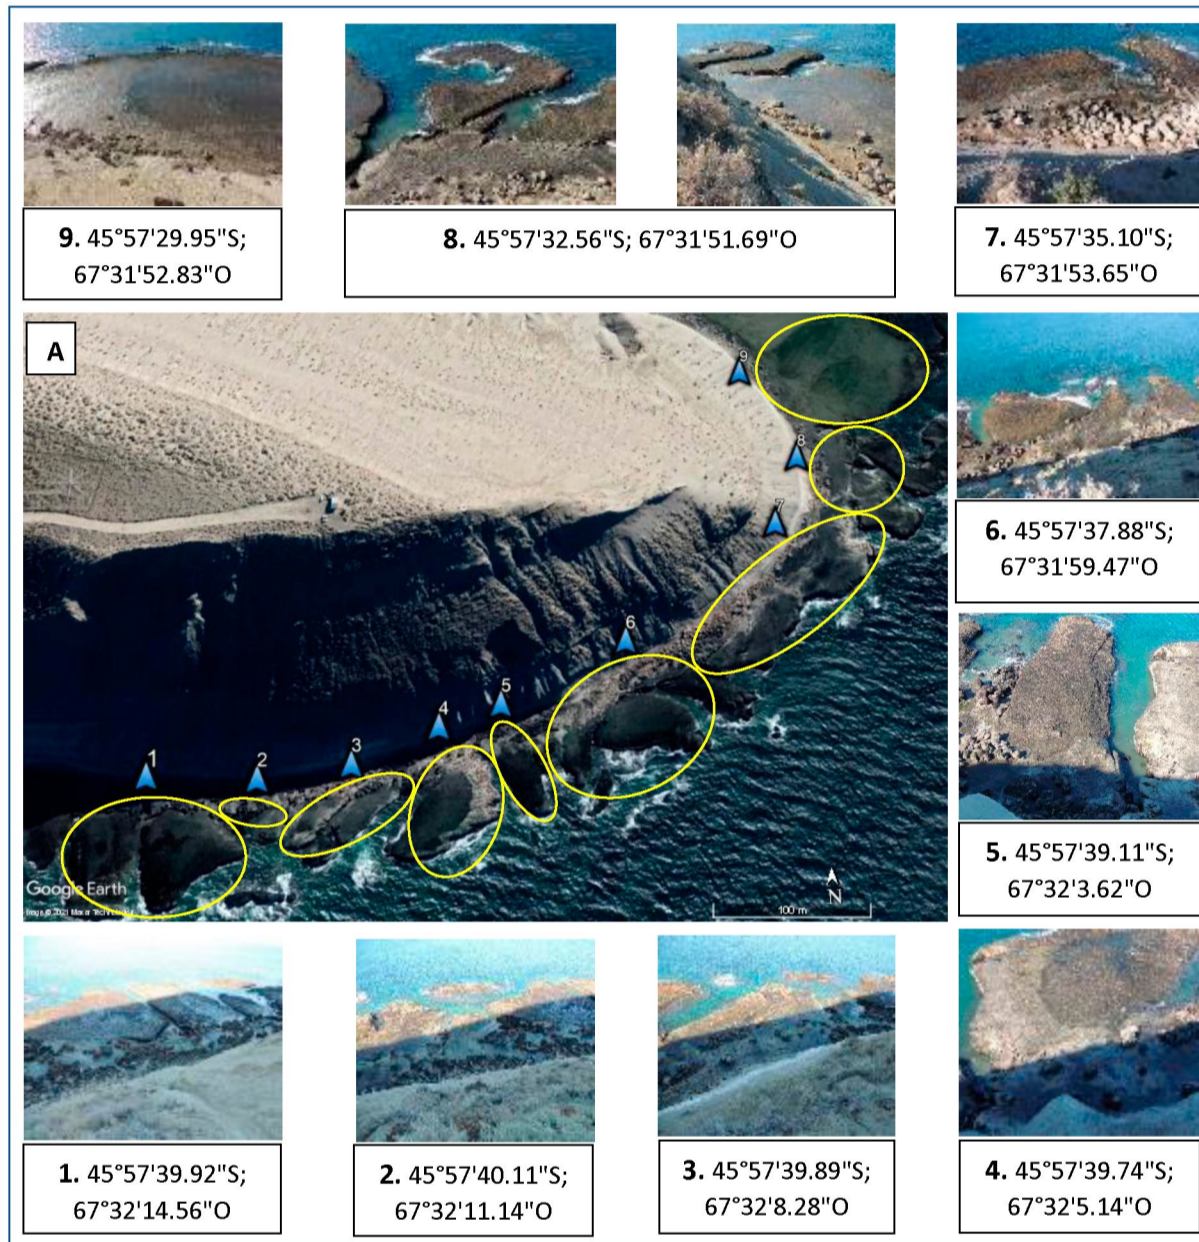 9. 45°57'29.95"S;
67°31'52.83"O
8. 45°57'32.56"S; 67°31'51.69"O
7. 45°57'35.10"S;
67°31'53.65"O
A
9
8
7
6
5
4
3
2
1
Google Earth
Image © 2021 Maxar Technologies
100 m
N
6. 45°57'37.88"S;
67°31'59.47"O
5. 45°57'39.11"S;
67°32'3.62"O
1. 45°57'39.92"S;
67°32'14.56"O
2. 45°57'40.11"S;
67°32'11.14"O
3. 45°57'39.89"S;
67°32'8.28"O
4. 45°57'39.74"S;
67°32'5.14"O